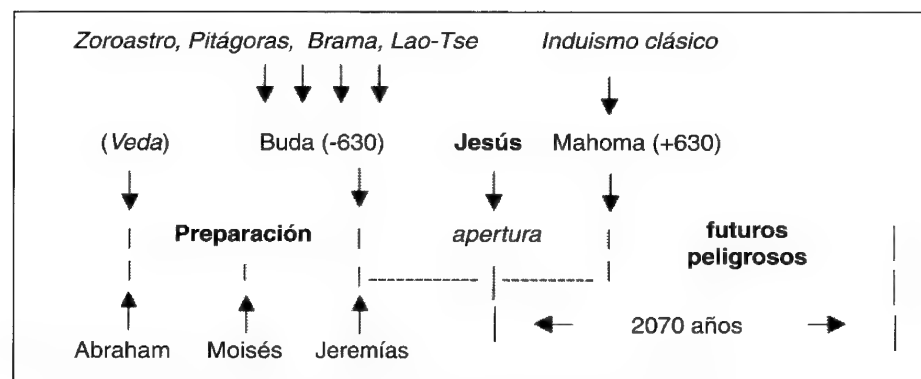 Zoroastro, Pitágoras, Brama, Lao-Tse Induismo clásico
(Veda) Buda (-630) Jesús Mahoma (+630)
Preparación apertura futuros
peligrosos
2070 años
Abraham Moisés Jeremías